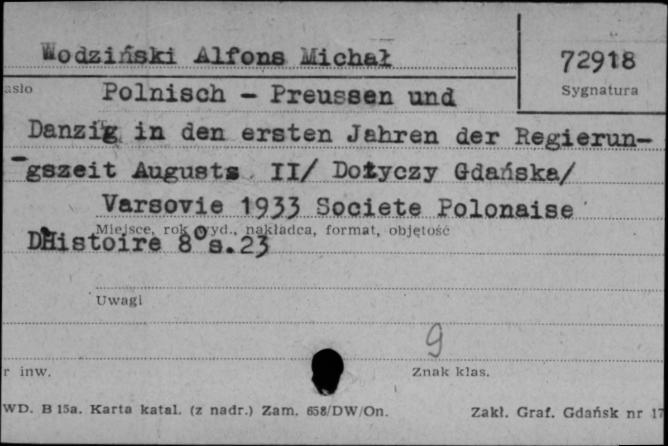 Wodziński Alfons Michał
72918
Sygnatura
asło
Polnisch - Preussen und
Danzig in den ersten Jahren der Regierun-
-gszeit Augusts II/ Dotyczy Gdańska/
Varsovie 1933 Societe Polonaise
Miejsce, rok wyd., nakładca, format, objętość
DHistoire 8° s.23
Uwagi
9
r inw.
Znak klas.
WD. B 15a. Karta katal. (z nadr.) Zam. 658/DW/On.
Zakł. Graf. Gdańsk nr 17